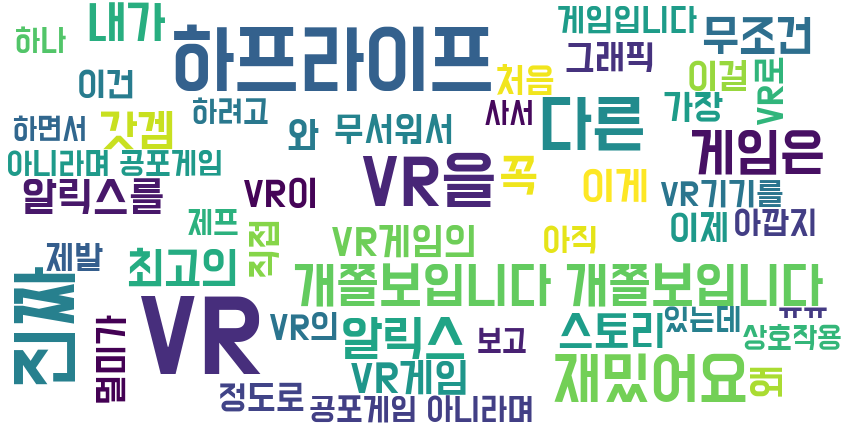 하나
내가
하프라이프
게임입니다
무조건
이건
처음
그래픽
이걸
VR로
하려고
사서
가장
하면서
갓겜
와
무서워서
다른
게임은
아니라며 공포게임
알릭스를
VR이
VR을
꼭
이게
VR기기를
제프
직접
VR게임의
아직
이제
아깝지
제발
최고의
개쫄보입니다 개쫄보입니다
진짜
멀미가
VR
VR의
알릭스
보고
스토리
있는데
ㅠㅠ
상호작용
VR게임
재밌어요
정도로
공포게임 아니라며